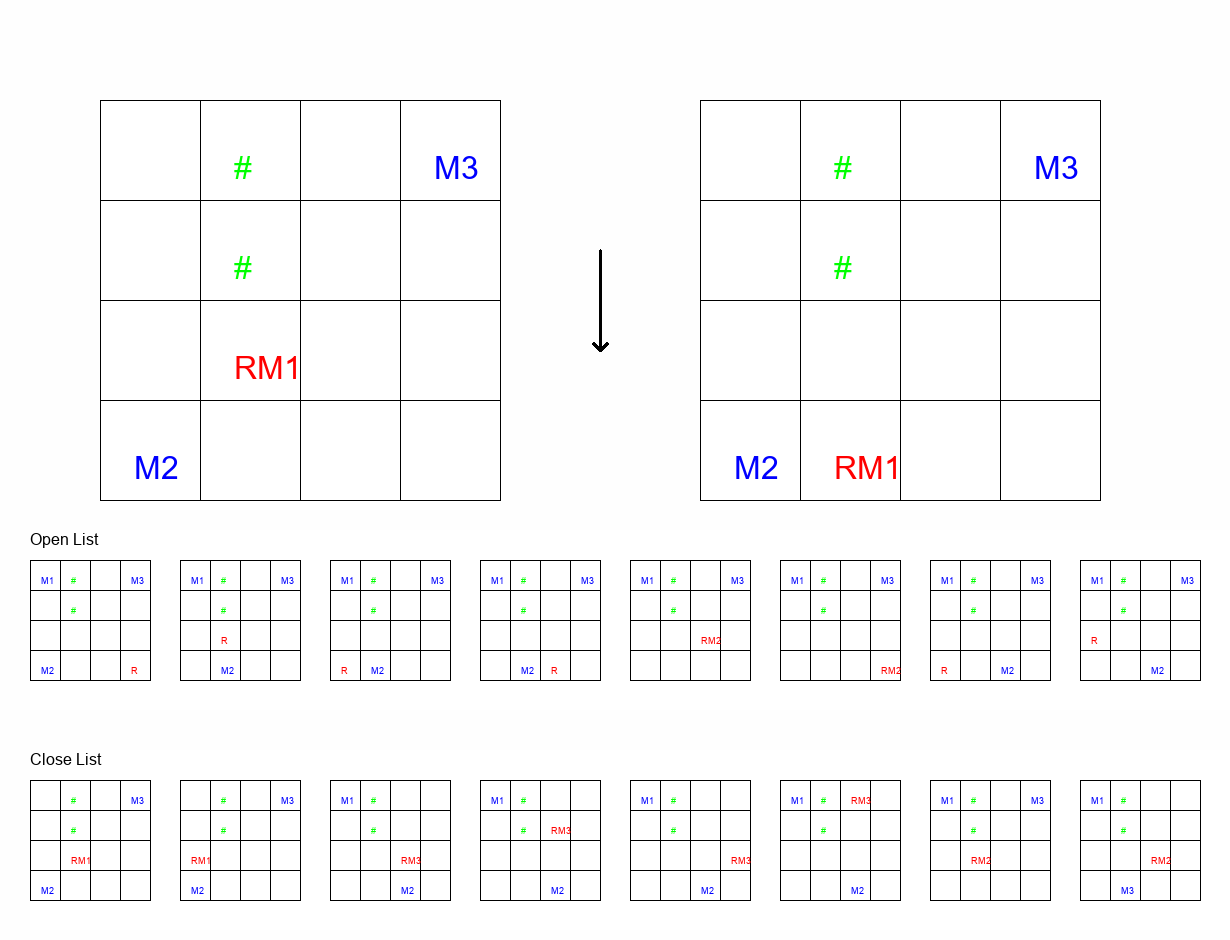 # M3 # M3
# #
RM1
M2 M2 RM1
Open List
M1 # M3 M1 # M3 M1 # M3 M1 # M3 M1 # M3 M1 # M3 M1 # M3 M1 # M3
# # # # # # # #
R RM2 R
M2 R M2 R M2 M2 R RM2 R M2 M2
Close List
# M3 # M3 M1 # M1 # M1 # M1 # RM3 M1 # M3 M1 #
# # # # RM3 # # # #
RM1 RM1 RM3 RM3 RM2 RM2
M2 M2 M2 M2 M2 M2 M3